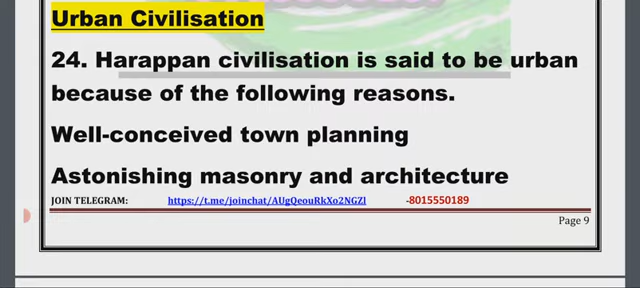 Urban Civilisation
24. Harappan civilisation is said to be urban
because of the following reasons.
Well-conceived town planning
Astonishing masonry and architecture
JOIN TELEGRAM: https://t.me/joinchat/AUgQeouRkXo2NGZl -8015550189
Page 9